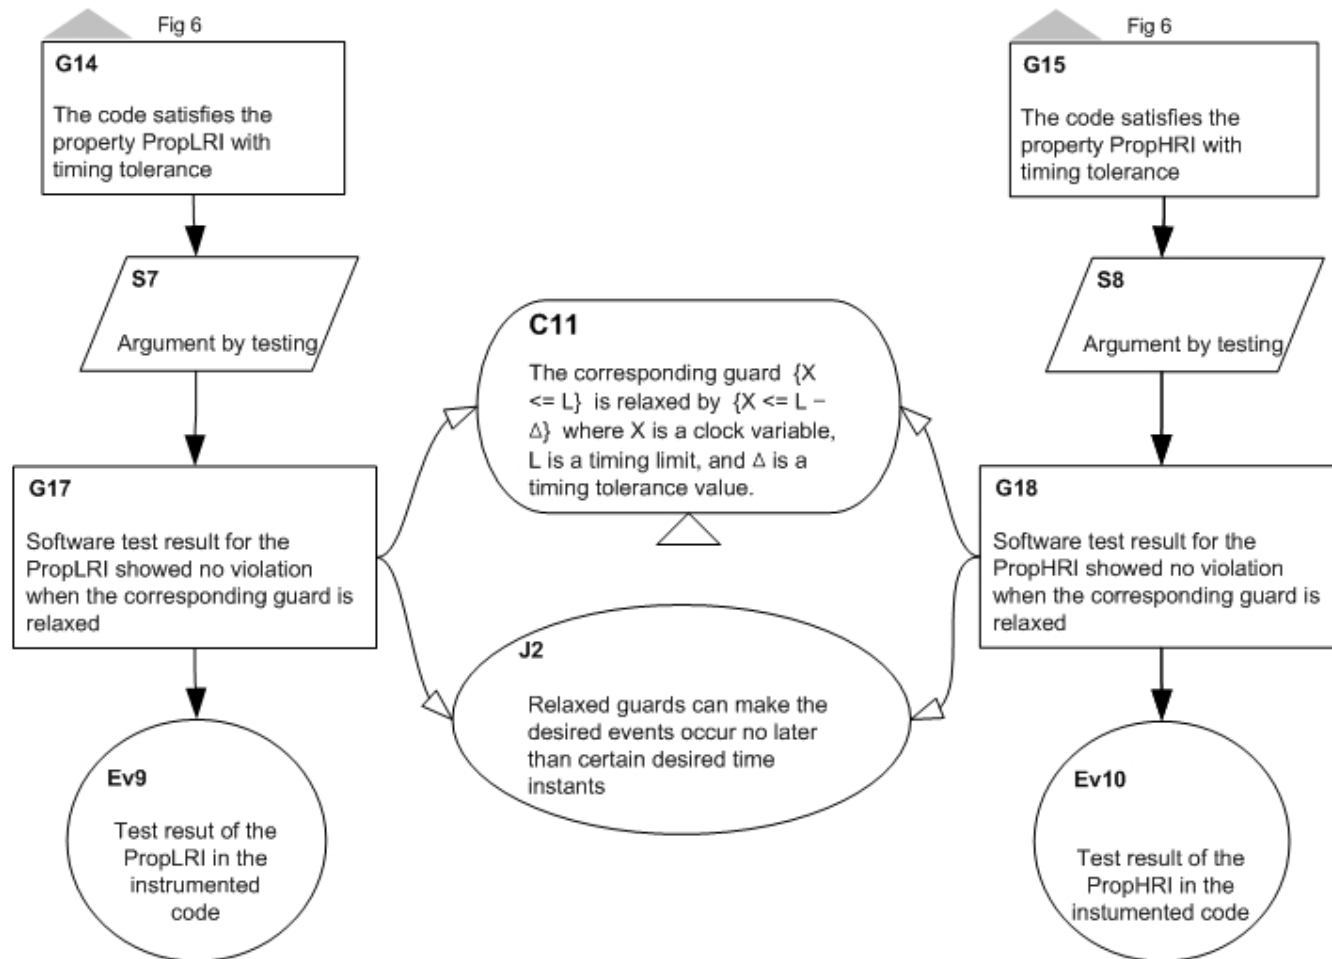 Fig 6
G14
The code satisfies the
property PropLRI with
timing tolerance
S7
Argument by testing
G17
Software test result for the
PropLRI showed no violation
when the corresponding guard is
relaxed
Ev9
Test resut of the
PropLRI in the
instrumented
code
C11
The corresponding guard {X
<= L} is relaxed by {X <= L −
Δ} where X is a clock variable,
L is a timing limit, and Δ is a
timing tolerance value.
J2
Relaxed guards can make the
desired events occur no later
than certain desired time
instants
Fig 6
G15
The code satisfies the
property PropHRI with
timing tolerance
S8
Argument by testing
G18
Software test result for the
PropHRI showed no violation
when the corresponding guard is
relaxed
Ev10
Test result of the
PropHRI in the
instumented code